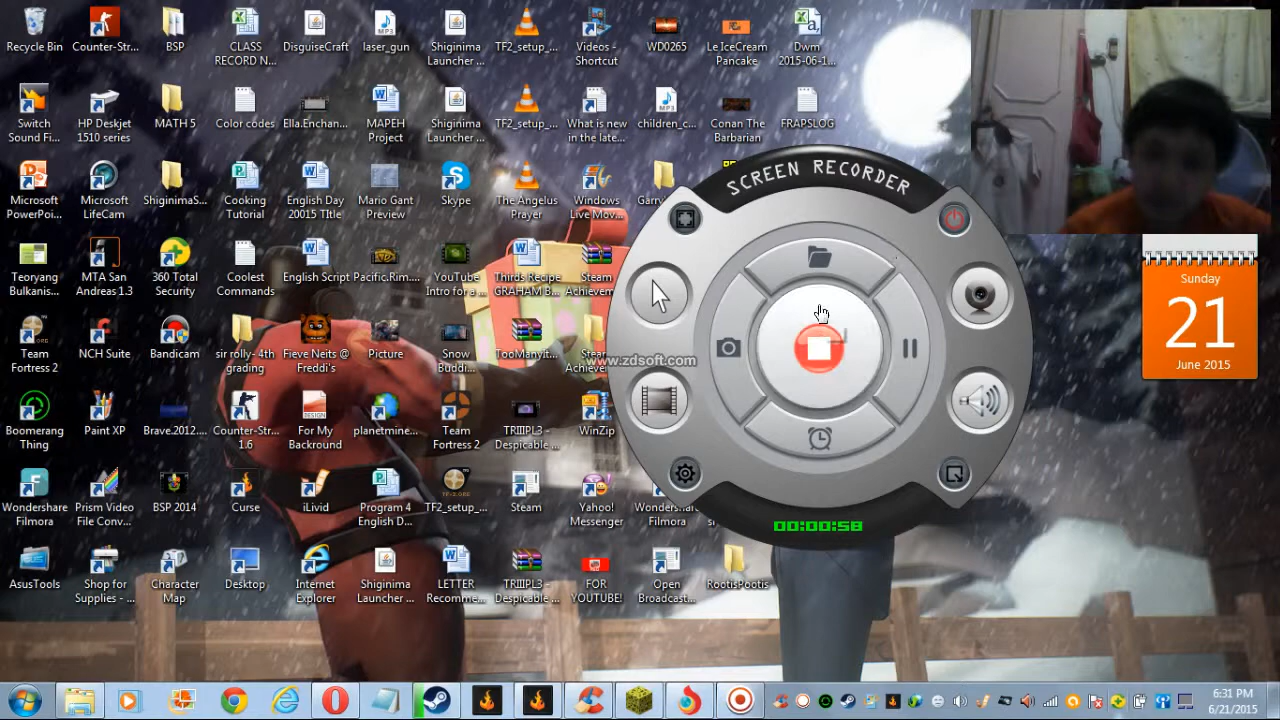 Recycle Bin
Counter-Str...
BSP
CLASS
RECORD N...
DisguiseCraft
laser_gun
Shiginima
Launcher ...
TF2_setup_...
Videos -
Shortcut
WD0265
Le IceCream
Pancake
Dwm
2015-06-1...
Switch
Sound Fi...
HP Deskjet
1510 series
MATH 5
Color codes
Ella.Enchan...
MAPEH
Project
Shiginima
Launcher ...
TF2_setup_...
What is new
in the late...
children_c...
Conan The
Barbarian
FRAPSLOG
Microsoft
PowerPoi...
Microsoft
LifeCam
ShiginimaS...
Cooking
Tutorial
English Day
20015 TItle
Mario Gant
Preview
Skype
The Angelus
Prayer
Windows
Live Mov...
SCREEN RECORDER
Teoryang
Bulkanis...
MTA San
Andreas 1.3
360 Total
Security
Coolest
Commands
English Script
Pacific.Rim....
YouTube
Intro for a ...
Thirds Recipe
GRAHAM B...
Steam
Achievem...
Sunday
21
June 2015
Team
Fortress 2
NCH Suite
Bandicam
sir rolly- 4th
grading
Fieve Neits @
Freddi's
Picture
Snow
Buddi...
TooManyIt...
www.zdsoft.com
Boomerang
Thing
Paint XP
Brave.2012....
Counter-Str...
1.6
For My
Backround
planetmine...
Team
Fortress 2
TRIIIPL3 -
Despicable ...
WinZip
Wondershare
Filmora
Prism Video
File Conv...
BSP 2014
Curse
iLivid
Program 4
English D...
TF2_setup_...
Steam
Yahoo!
Messenger
Wondershare
Filmora
00:00:58
AsusTools
Shop for
Supplies - ...
Character
Map
Desktop
Internet
Explorer
Shiginima
Launcher ...
LETTER
Recomme...
TRIIIPL3 -
Despicable ...
FOR
YOUTUBE!
Open
Broadcast...
RootisPootis
6:31 PM
6/21/2015